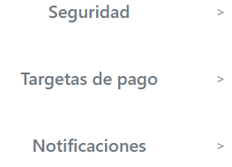 Seguridad >
Targetas de pago >
Notificaciones >